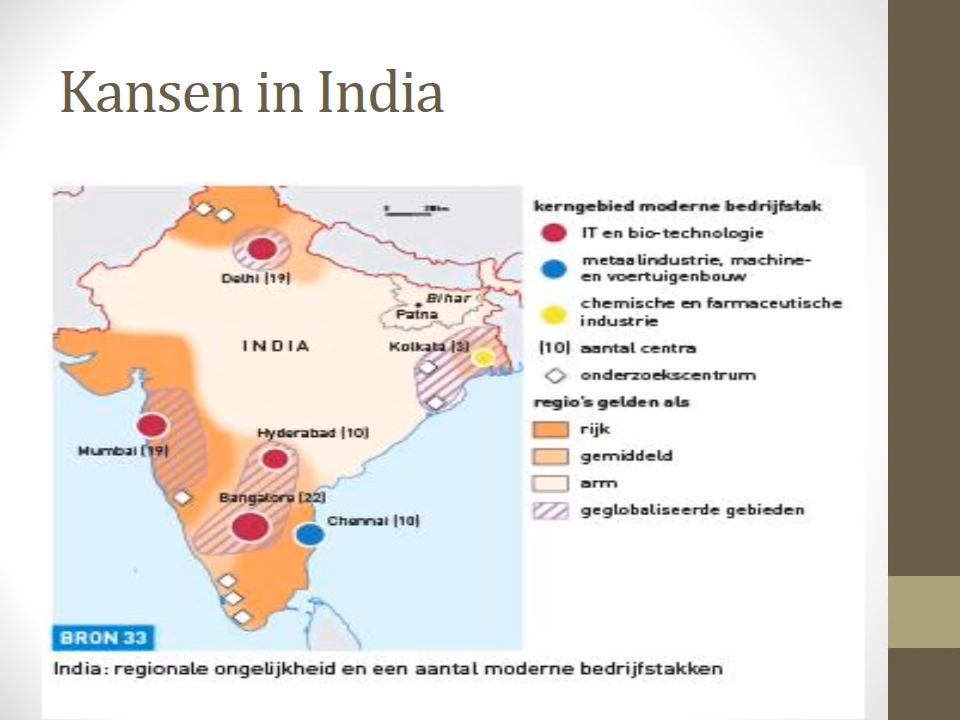 Kansen in India
Delhi (19)
Bihar
Patna
INDIA
Kolkata (3)
Hyderabad (10)
Mumbai (19)
Bangalore (22)
Chennai (10)
kerngebied moderne bedrijfstak
IT en bio-technologie
metaalindustrie, machine-
en voertuigenbouw
chemische en farmaceutische
industrie
(10) aantal centra
onderzoekscentrum
regio's gelden als
rijk
gemiddeld
arm
geglobaliseerde gebieden
BRON 33
India: regionale ongelijkheid en een aantal moderne bedrijfstakken